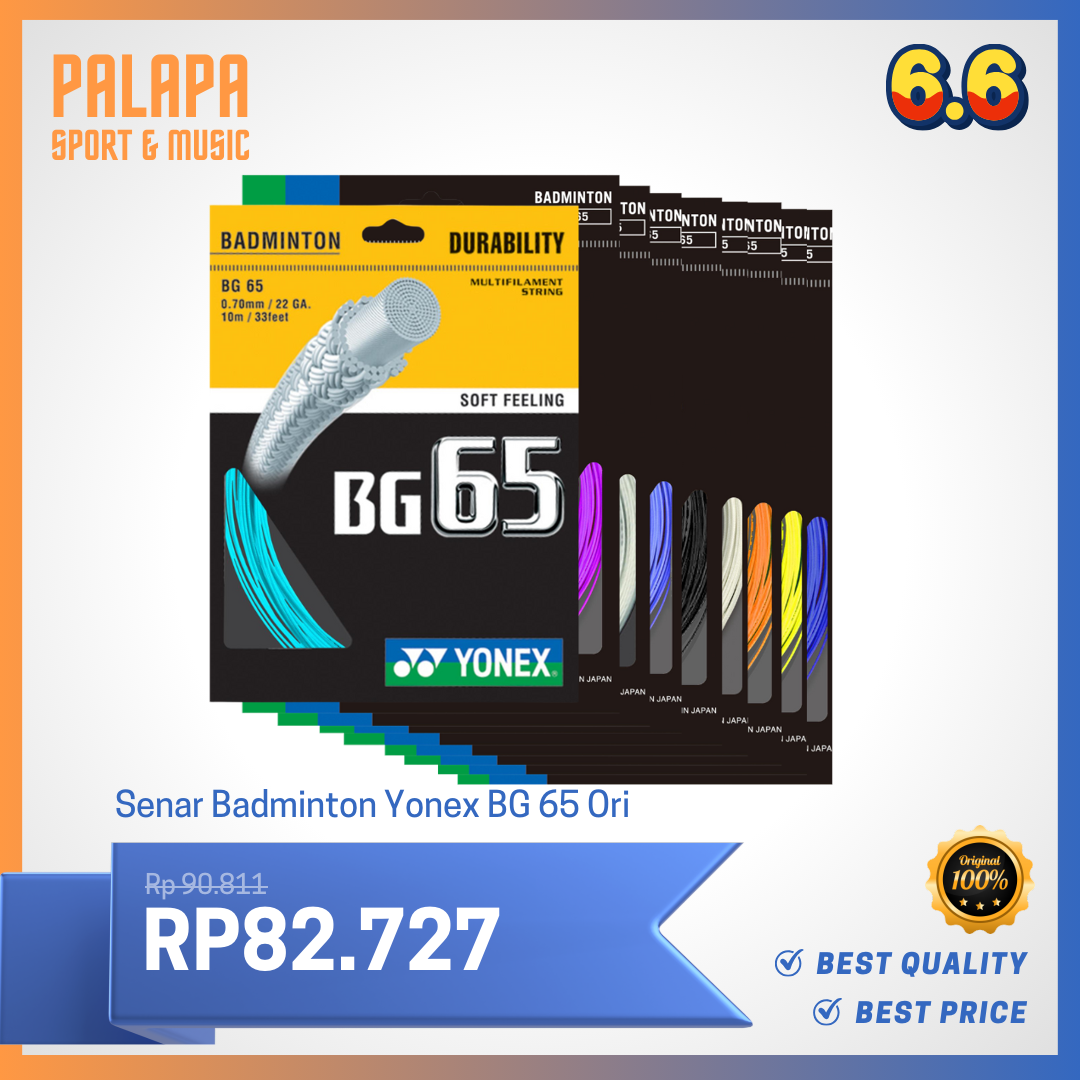 PALAPA
SPORT & MUSIC
6.6
BADMINTON
BADMINTON
DURABILITY
BG 65
0.70mm / 22 GA.
10m / 33feet
MULTIFILAMENT
STRING
SOFT FEELING
BG 65
YONEX
Senar Badminton Yonex BG 65 Ori
Rp 90.811
RP82.727
Original
100%
BEST QUALITY
BEST PRICE